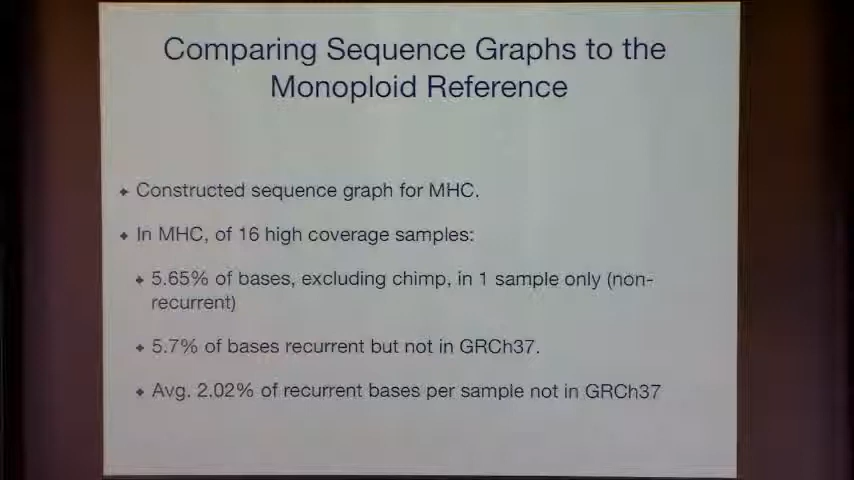 Comparing Sequence Graphs to the
Monoploid Reference
Constructed sequence graph for MHC.
In MHC, of 16 high coverage samples:
5.65% of bases, excluding chimp, in 1 sample only (non-
recurrent)
5.7% of bases recurrent but not in GRCh37.
Avg. 2.02% of recurrent bases per sample not in GRCh37